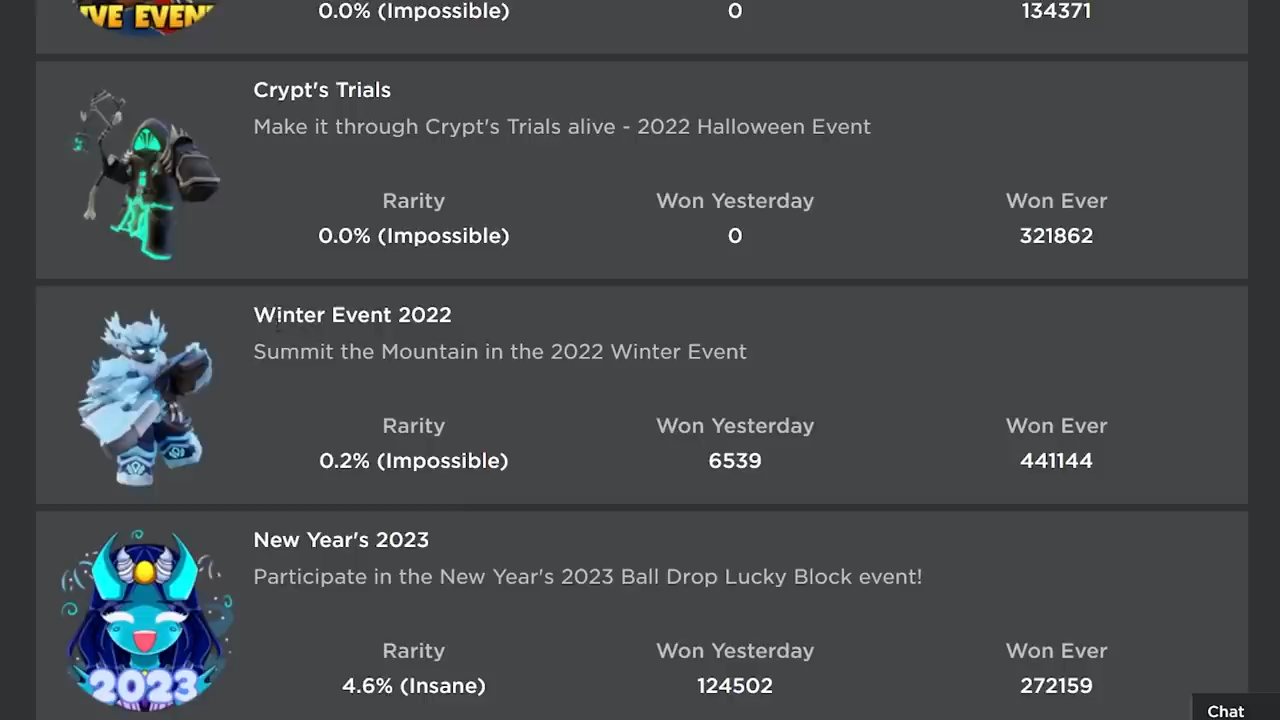 IVE EVENT
0.0% (Impossible) 0 134371
Crypt's Trials
Make it through Crypt's Trials alive - 2022 Halloween Event
Rarity Won Yesterday Won Ever
0.0% (Impossible) 0 321862
Winter Event 2022
Summit the Mountain in the 2022 Winter Event
Rarity Won Yesterday Won Ever
0.2% (Impossible) 6539 441144
New Year's 2023
Participate in the New Year's 2023 Ball Drop Lucky Block event!
Rarity Won Yesterday Won Ever
4.6% (Insane) 124502 272159
2023
Chat